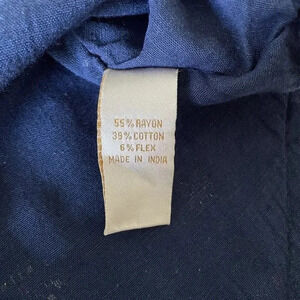 55% RAYON
39% COTTON
6% FLEX
MADE IN INDIA